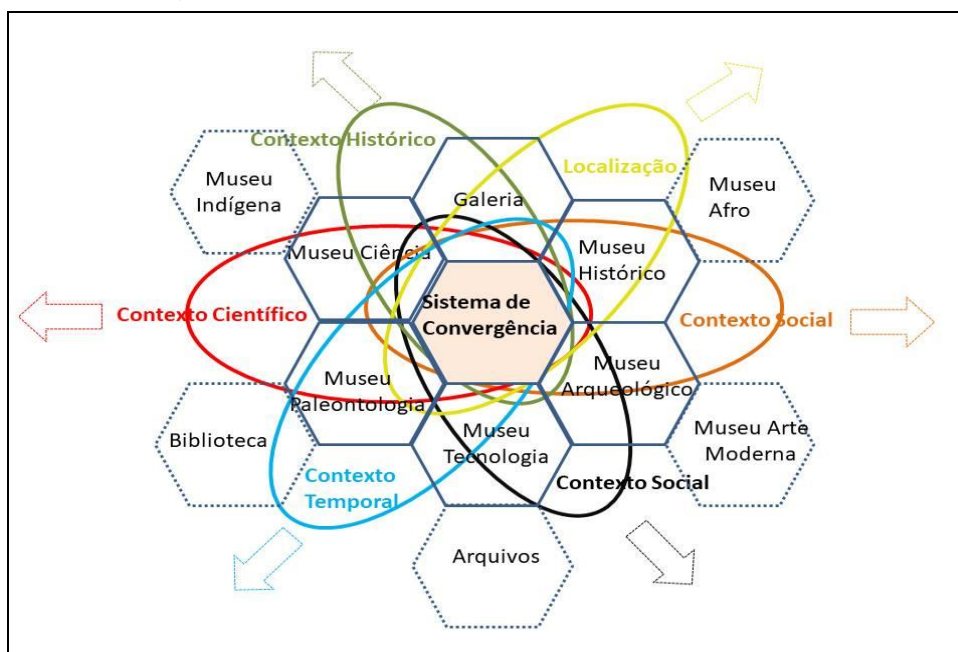 Contexto Histórico
Localização
Museu
Indígena
Galeria
Museu
Afro
Museu Ciência
Museu
Histórico
Contexto Científico
Sistema de
Convergência
Contexto Social
Museu
Paleontologia
Museu
Arqueológico
Biblioteca
Museu
Tecnologia
Museu Arte
Moderna
Contexto
Temporal
Contexto Social
Arquivos